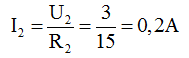 I₂ = U₂/R₂ = 3/15 = 0,2A